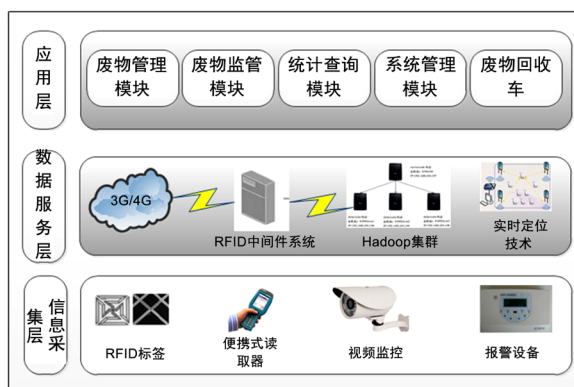 应用层
废物管理模块
废物监管模块
统计查询模块
系统管理模块
废物回收车
数据服务层
3G/4G
RFID中间件系统
Hadoop集群
实时定位技术
信息采集层
RFID标签
便携式读取器
视频监控
报警设备